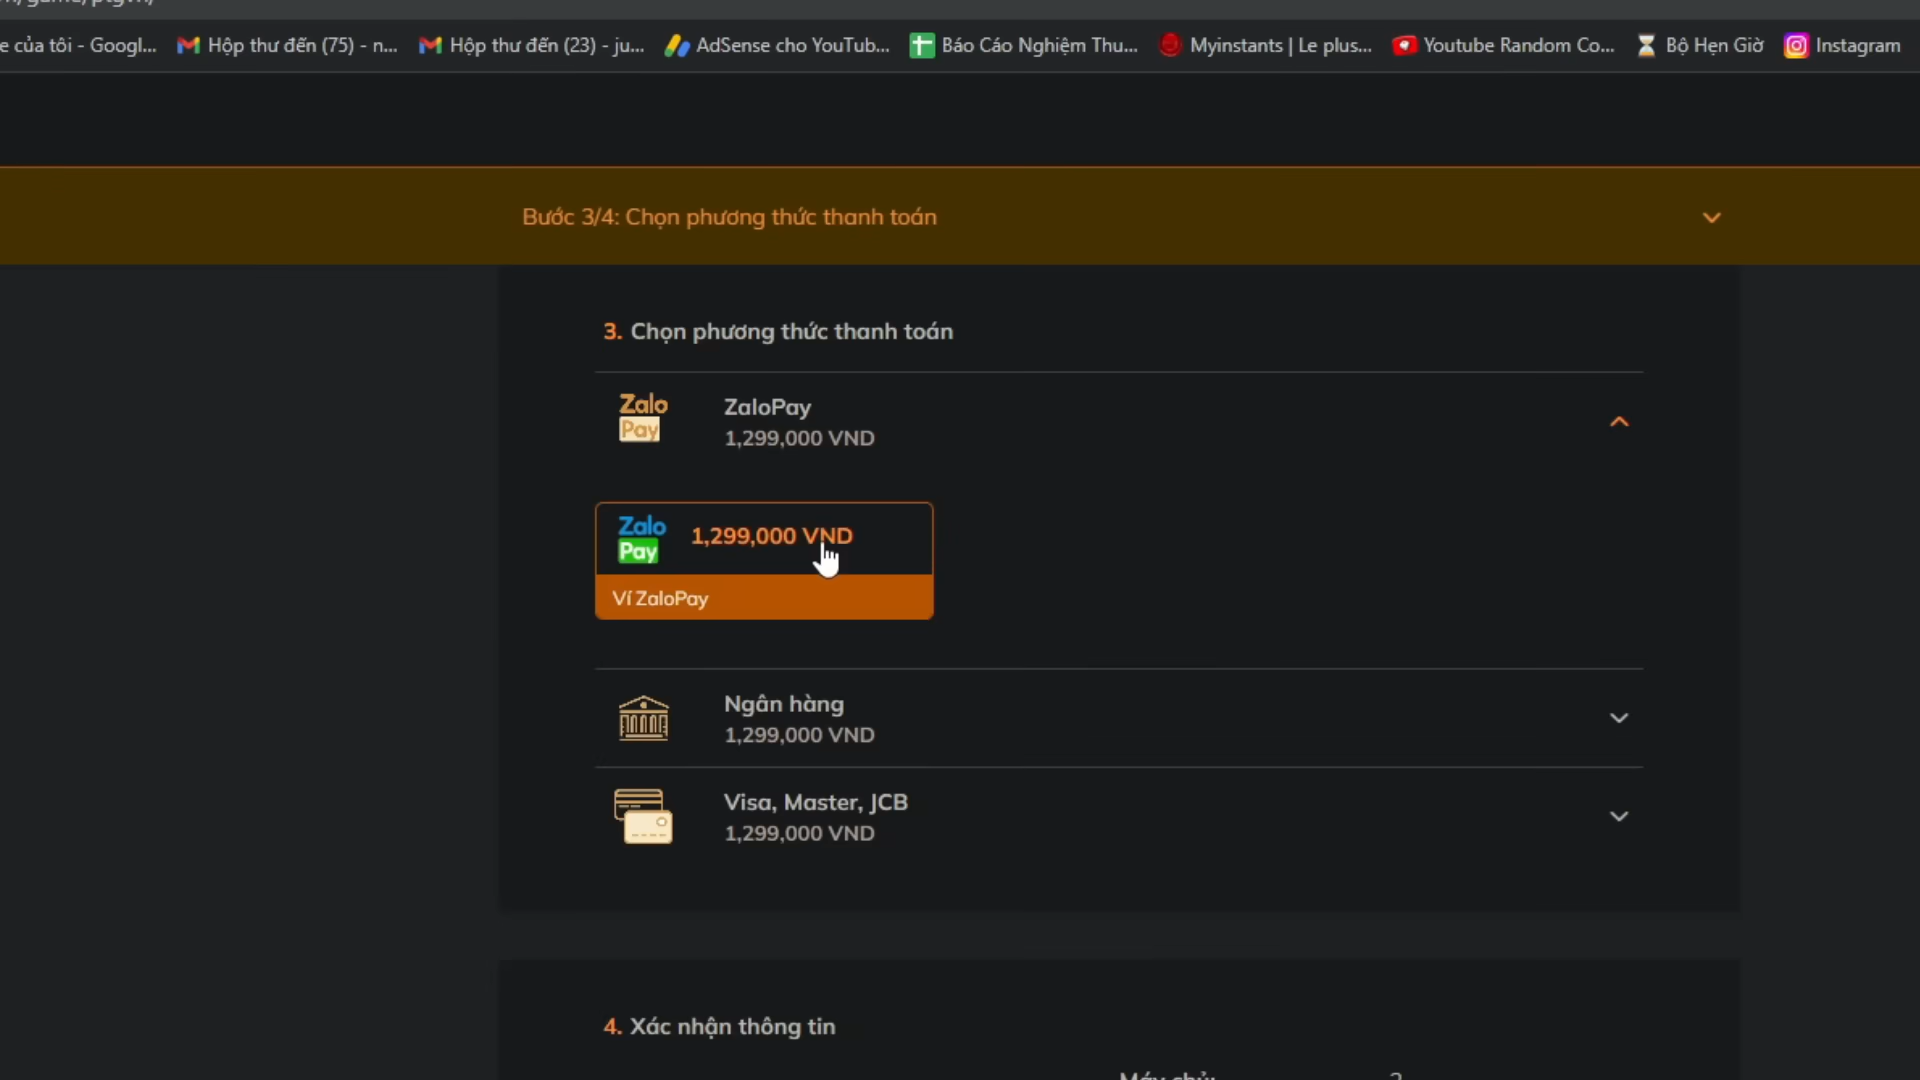 e của tôi - Googl... Hộp thư đến (75) - n... Hộp thư đến (23) - ju... AdSense cho YouTub... Báo Cáo Nghiệm Thu... Myinstants | Le plus... Youtube Random Co... Bộ Hẹn Giờ Instagram
Bước 3/4: Chọn phương thức thanh toán
3. Chọn phương thức thanh toán
Zalo Pay
ZaloPay
1,299,000 VND
Zalo Pay
1,299,000 VND
Ví ZaloPay
Ngân hàng
1,299,000 VND
Visa, Master, JCB
1,299,000 VND
4. Xác nhận thông tin
Máy chủ: